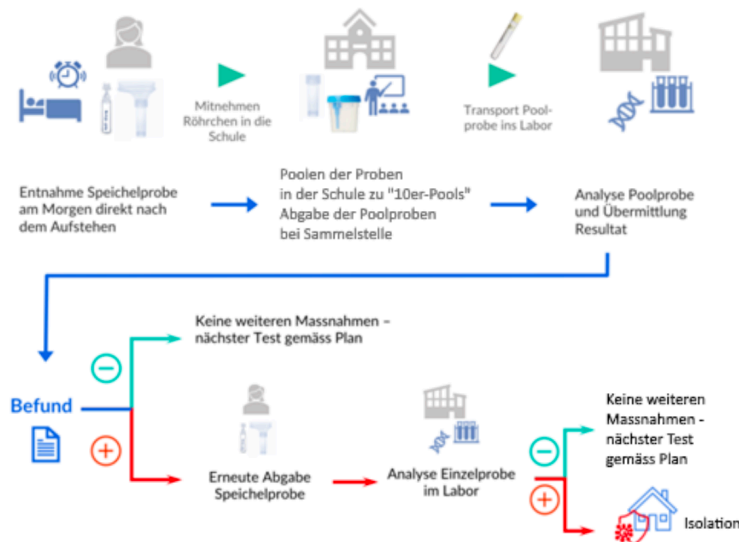 Mitnehmen
Röhrchen in die
Schule
Transport Pool-
probe ins Labor
Entnahme Speichelprobe
am Morgen direkt nach
dem Aufstehen
Poolen der Proben
in der Schule zu "10er-Pools"
Abgabe der Poolproben
bei Sammelstelle
Analyse Poolprobe
und Übermittlung
Resultat
Keine weiteren Massnahmen –
nächster Test gemäss Plan
Befund
Erneute Abgabe
Speichelprobe
Analyse Einzelprobe
im Labor
Keine weiteren
Massnahmen -
nächster Test
gemäss Plan
Isolation